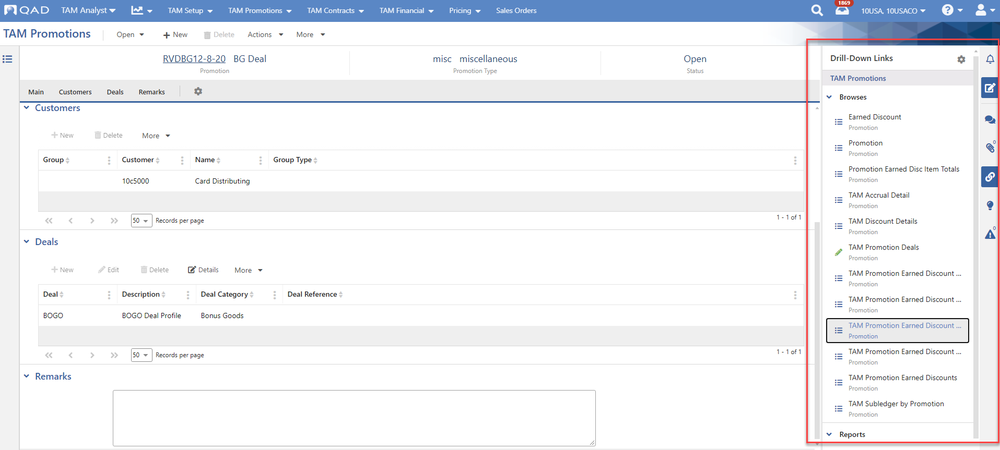 QAD TAM Analyst TAM Setup TAM Promotions TAM Contracts TAM Financial Pricing Sales Orders 1869 10USA, 10USACO ?
TAM Promotions Open + New Delete Actions More
RVDBG12-8-20 BG Deal
Promotion
misc miscellaneous
Promotion Type
Open
Status
Main Customers Deals Remarks
Customers
+ New Delete More
Group Customer Name Group Type
10c5000 Card Distributing
50 Records per page 1 - 1 of 1
Deals
+ New Edit Delete Details More
Deal Description Deal Category Deal Reference
BOGO BOGO Deal Profile Bonus Goods
50 Records per page 1 - 1 of 1
Remarks
Drill-Down Links
TAM Promotions
Browses
Earned Discount
Promotion
Promotion
Promotion
Promotion Earned Disc Item Totals
Promotion
TAM Accrual Detail
Promotion
TAM Discount Details
Promotion
TAM Promotion Deals
Promotion
TAM Promotion Earned Discount ...
Promotion
TAM Promotion Earned Discount ...
Promotion
TAM Promotion Earned Discount ...
Promotion
TAM Promotion Earned Discount ...
Promotion
TAM Promotion Earned Discounts
Promotion
TAM Subledger by Promotion
Promotion
Reports
0
0